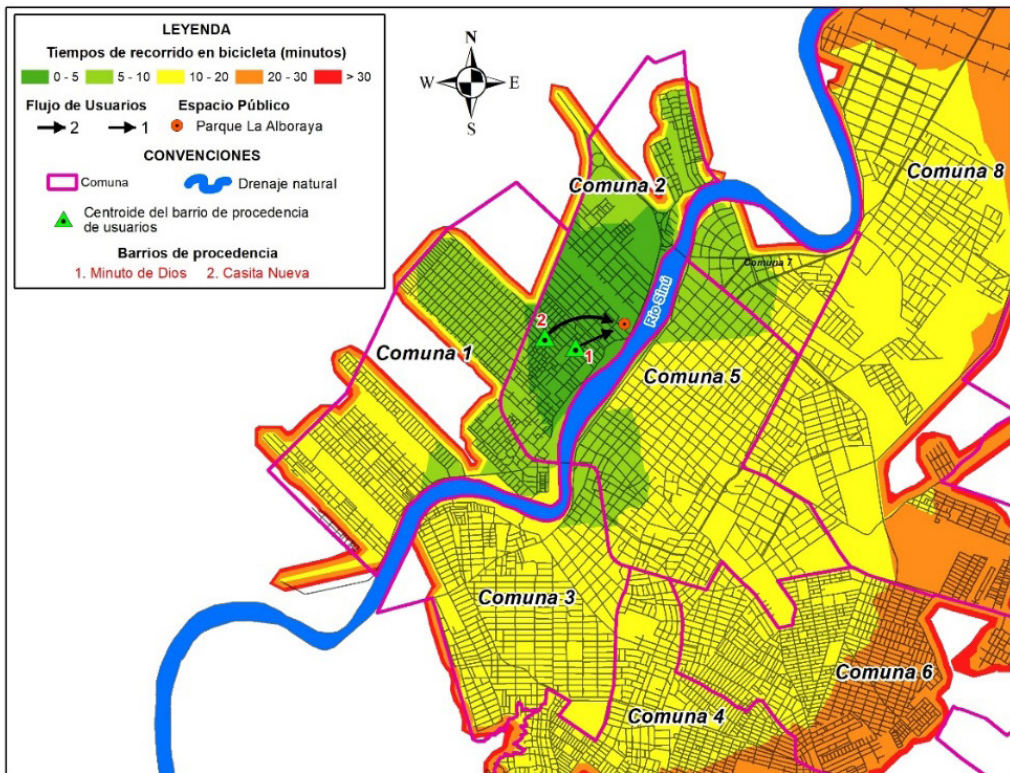 LEYENDA
Tiempos de recorrido en bicicleta (minutos)
0 - 5 5 - 10 10 - 20 20 - 30 > 30
Flujo de Usuarios Espacio Público
2 1 Parque La Alboraya
CONVENCIONES
Comuna Drenaje natural
Centroide del barrio de procedencia
de usuarios
Barrios de procedencia
1. Minuto de Dios 2. Casita Nueva
N
W E
S
Comuna 8
Comuna 2
Comuna 7
Río Sinú
2
1
Comuna 1
Comuna 5
Comuna 3
Comuna 6
Comuna 4